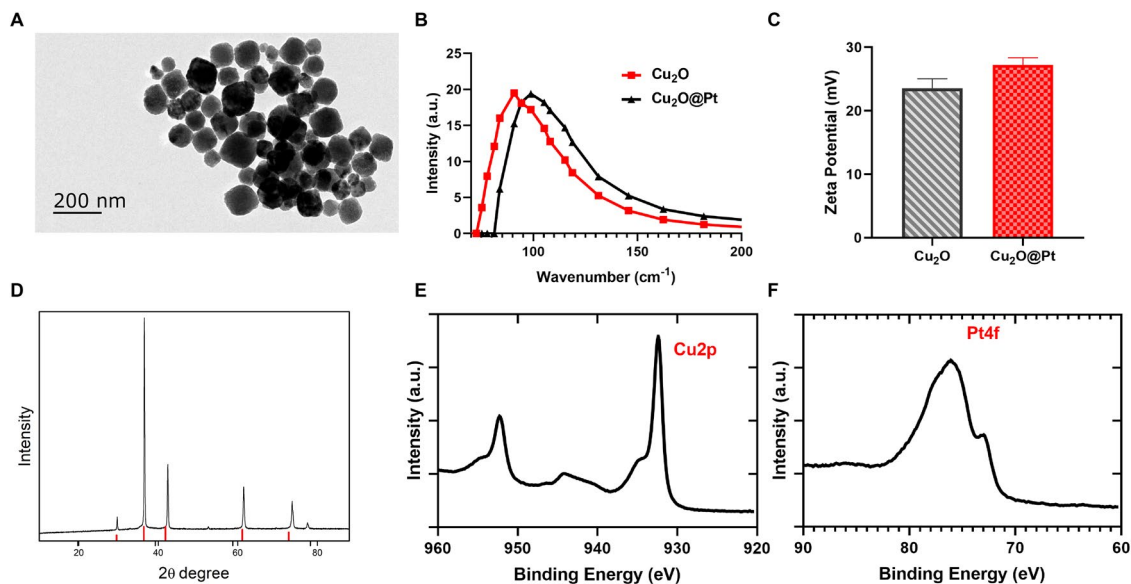 A
200 nm
B
Intensity (a.u.)
25
20
15
10
5
0
100
150
200
Wavenumber (cm⁻¹)
Cu₂O
Cu₂O@Pt
C
Zeta Potential (mV)
30
20
10
0
Cu₂O
Cu₂O@Pt
D
Intensity
20
40
60
80
2θ degree
E
Intensity (a.u.)
Cu2p
960
950
940
930
920
Binding Energy (eV)
F
Intensity (a.u.)
Pt4f
90
80
70
60
Binding Energy (eV)